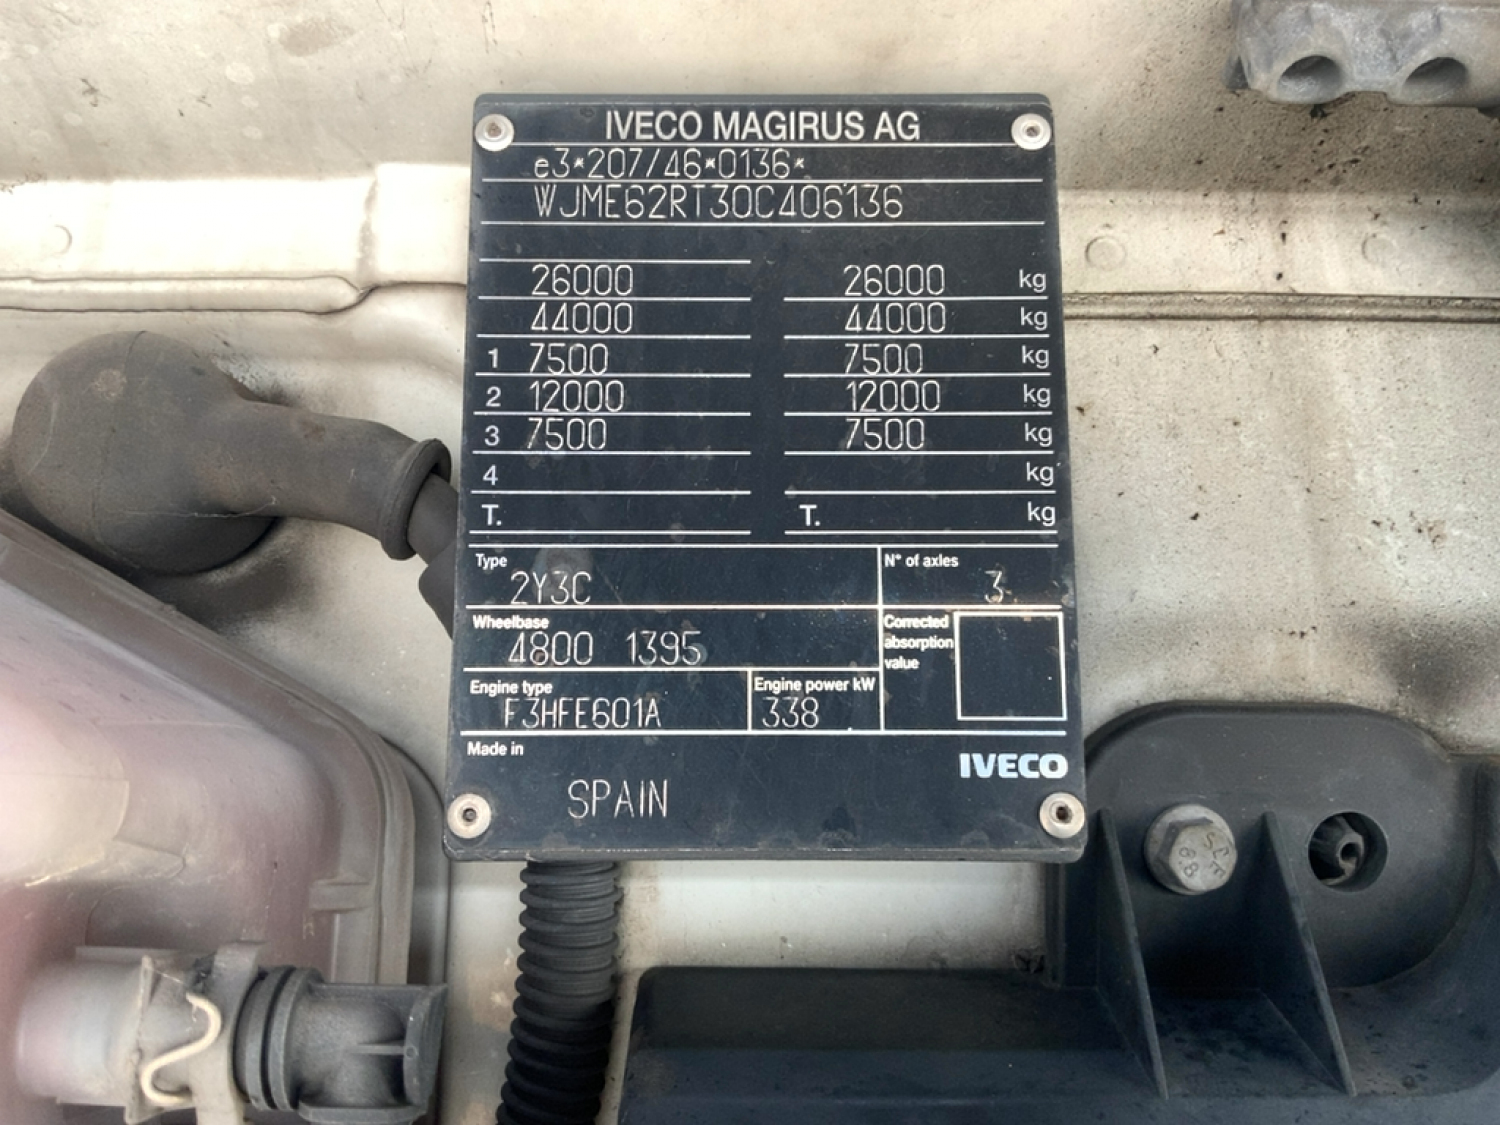 IVECO MAGIRUS AG
e3*207/46*0136*
WJME62RT30C406136
26000 26000 kg
44000 44000 kg
1 7500 7500 kg
2 12000 12000 kg
3 7500 7500 kg
4 kg
T. T. kg
Type N° of axles
2Y3C 3
Wheelbase Corrected absorption value
4800 1395
Engine type Engine power kW
F3HFE601A 338
Made in
IVECO
SPAIN
8.8